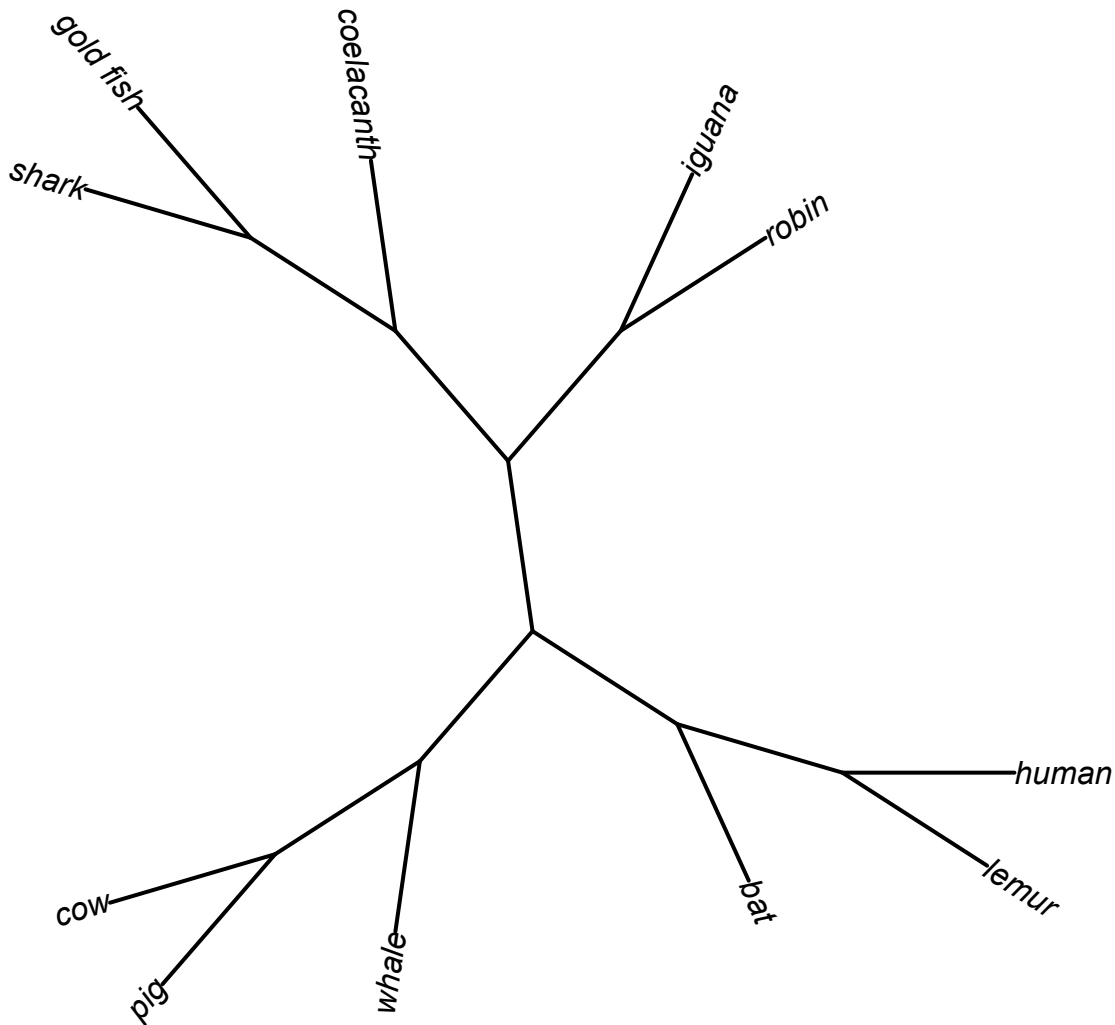 gold fish
coelacanth
iguana
shark
robin
human
lemur
bat
cow
whale
pig